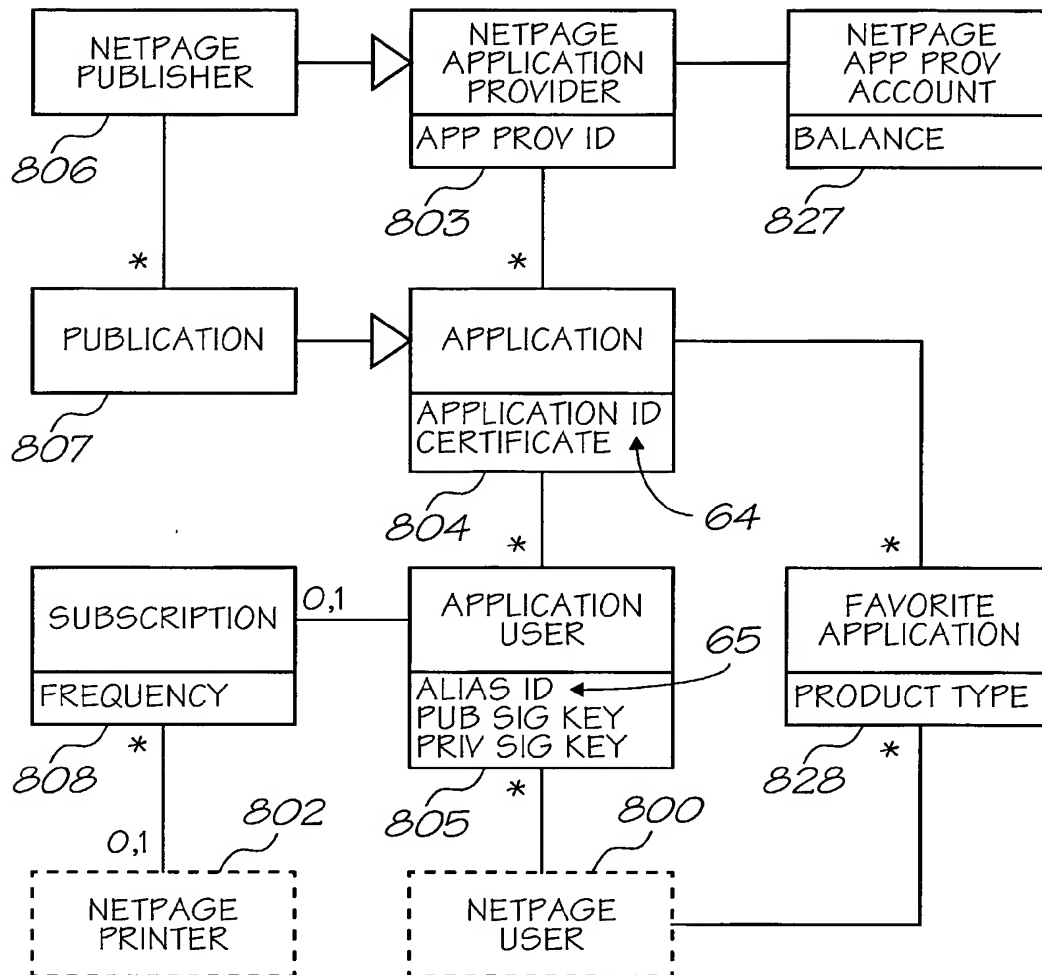 NETPAGE
PUBLISHER
NETPAGE
APPLICATION
PROVIDER
APP PROV ID
NETPAGE
APP PROV
ACCOUNT
BALANCE
806
803
827
*
*
PUBLICATION
APPLICATION
APPLICATION ID
CERTIFICATE
807
804
64
*
*
SUBSCRIPTION
FREQUENCY
0,1
APPLICATION
USER
ALIAS ID
PUB SIG KEY
PRIV SIG KEY
65
FAVORITE
APPLICATION
PRODUCT TYPE
808
*
805
*
828
*
802
800
0,1
NETPAGE
PRINTER
NETPAGE
USER